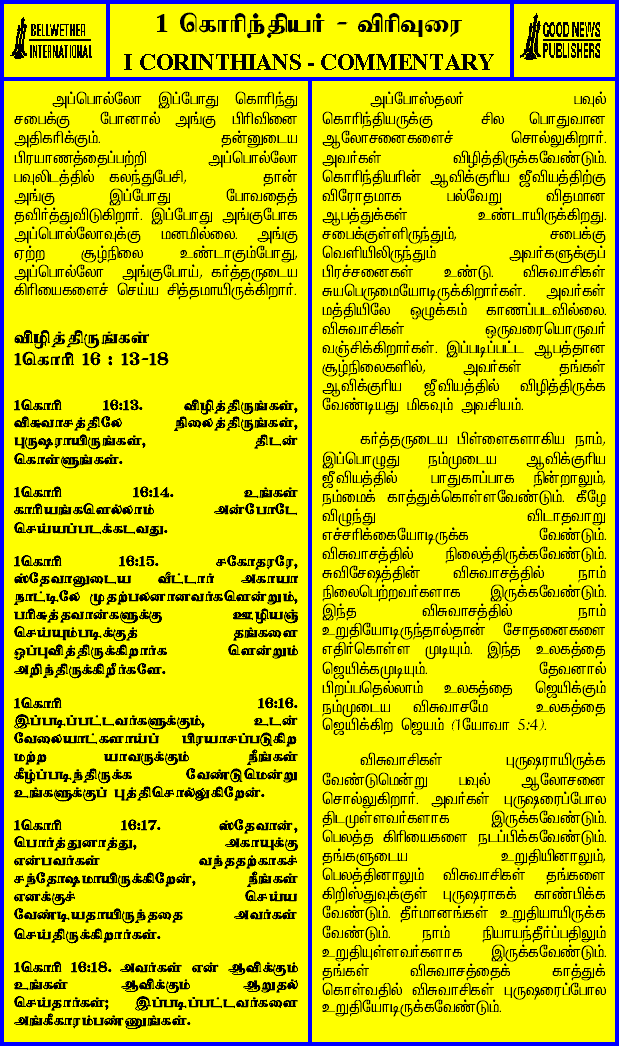 BELLWETHER
INTERNATIONAL
1 கொரிந்தியர் - விரிவுரை
I CORINTHIANS - COMMENTARY
GOOD NEWS
PUBLISHERS
அப்பொல்லோ இப்போது கொரிந்து
சபைக்கு போனால் அங்கு பிரிவினை
அதிகரிக்கும். தன்னுடைய
பிரயாணத்தைப்பற்றி அப்பொல்லோ
பவுலிடத்தில் கலந்துபேசி, தான்
அங்கு இப்போது போவதைத்
தவிர்த்துவிடுகிறார். இப்போது அங்குபோக
அப்பொல்லோவுக்கு மனமில்லை. அங்கு
ஏற்ற சூழ்நிலை உண்டாகும்போது,
அப்பொல்லோ அங்குபோய், கர்த்தருடைய
கிரியைகளைச் செய்ய சித்தமாயிருக்கிறார்.
விழித்திருங்கள்
1கொரி 16 : 13-18
1கொரி 16:13. விழித்திருங்கள்,
விசுவாசத்திலே நிலைத்திருங்கள்,
புருஷராயிருங்கள், திடன்
கொள்ளுங்கள்.
1கொரி 16:14. உங்கள்
காரியங்களெல்லாம் அன்போடே
செய்யப்படக்கடவது.
1கொரி 16:15. சகோதரரே,
ஸ்தேவானுடைய வீட்டார் அகாயா
நாட்டிலே முதற்பலனானவர்களென்றும்,
பரிசுத்தவான்களுக்கு ஊழியஞ்
செய்யும்படிக்குத் தங்களை
ஒப்புவித்திருக்கிறார்க ளென்றும்
அறிந்திருக்கிறீர்களே.
1கொரி 16:16.
இப்படிப்பட்டவர்களுக்கும், உடன்
வேலையாட்களாய்ப் பிரயாசப்படுகிற
மற்ற யாவருக்கும் நீங்கள்
கீழ்ப்படிந்திருக்க வேண்டுமென்று
உங்களுக்குப் புத்திசொல்லுகிறேன்.
1கொரி 16:17. ஸ்தேவான்,
பொர்த்துனாத்து, அகாயுக்கு
என்பவர்கள் வந்ததற்காகச்
சந்தோஷமாயிருக்கிறேன், நீங்கள்
எனக்குச் செய்ய
வேண்டியதாயிருந்ததை அவர்கள்
செய்திருக்கிறார்கள்.
1கொரி 16:18. அவர்கள் என் ஆவிக்கும்
உங்கள் ஆவிக்கும் ஆறுதல்
செய்தார்கள்; இப்படிப்பட்டவர்களை
அங்கீகாரம்பண்ணுங்கள்.
அப்போஸ்தலர் பவுல்
கொரிந்தியருக்கு சில பொதுவான
ஆலோசனைகளைச் சொல்லுகிறார்.
அவர்கள் விழித்திருக்கவேண்டும்.
கொரிந்தியரின் ஆவிக்குரிய ஜீவியத்திற்கு
விரோதமாக பல்வேறு விதமான
ஆபத்துக்கள் உண்டாயிருக்கிறது.
சபைக்குள்ளிருந்தும், சபைக்கு
வெளியிலிருந்தும் அவர்களுக்குப்
பிரச்சனைகள் உண்டு. விசுவாசிகள்
சுயபெருமையோடிருக்கிறார்கள். அவர்கள்
மத்தியிலே ஒழுக்கம் காணப்படவில்லை.
விசுவாசிகள் ஒருவரையொருவர்
வஞ்சிக்கிறார்கள். இப்படிப்பட்ட ஆபத்தான
சூழ்நிலைகளில், அவர்கள் தங்கள்
ஆவிக்குரிய ஜீவியத்தில் விழித்திருக்க
வேண்டியது மிகவும் அவசியம்.
கர்த்தருடைய பிள்ளைகளாகிய நாம்,
இப்பொழுது நம்முடைய ஆவிக்குரிய
ஜீவியத்தில் பாதுகாப்பாக நின்றாலும்,
நம்மைக் காத்துக்கொள்ளவேண்டும். கீழே
விழுந்து விடாதவாறு
எச்சரிக்கையோடிருக்க வேண்டும்.
விசுவாசத்தில் நிலைத்திருக்கவேண்டும்.
சுவிசேஷத்தின் விசுவாசத்தில் நாம்
நிலைபெற்றவர்களாக இருக்கவேண்டும்.
இந்த விசுவாசத்தில் நாம்
உறுதியோடிருந்தால்தான் சோதனைகளை
எதிர்கொள்ள முடியும். இந்த உலகத்தை
ஜெயிக்கமுடியும். தேவனால்
பிறப்பதெல்லாம் உலகத்தை ஜெயிக்கும்
நம்முடைய விசுவாசமே உலகத்தை
ஜெயிக்கிற ஜெயம் (1யோவா 5:4).
விசுவாசிகள் புருஷராயிருக்க
வேண்டுமென்று பவுல் ஆலோசனை
சொல்லுகிறார். அவர்கள் புருஷரைப்போல
திடமுள்ளவர்களாக இருக்கவேண்டும்.
பெலத்த கிரியைகளை நடப்பிக்கவேண்டும்.
தங்களுடைய உறுதியினாலும்,
பெலத்தினாலும் விசுவாசிகள் தங்களை
கிறிஸ்துவுக்குள் புருஷராகக் காண்பிக்க
வேண்டும். தீர்மானங்கள் உறுதியாயிருக்க
வேண்டும். நாம் நியாயந்தீர்ப்பதிலும்
உறுதியுள்ளவர்களாக இருக்கவேண்டும்.
தங்கள் விசுவாசத்தைக் காத்துக்
கொள்வதில் விசுவாசிகள் புருஷரைப்போல
உறுதியோடிருக்கவேண்டும்.